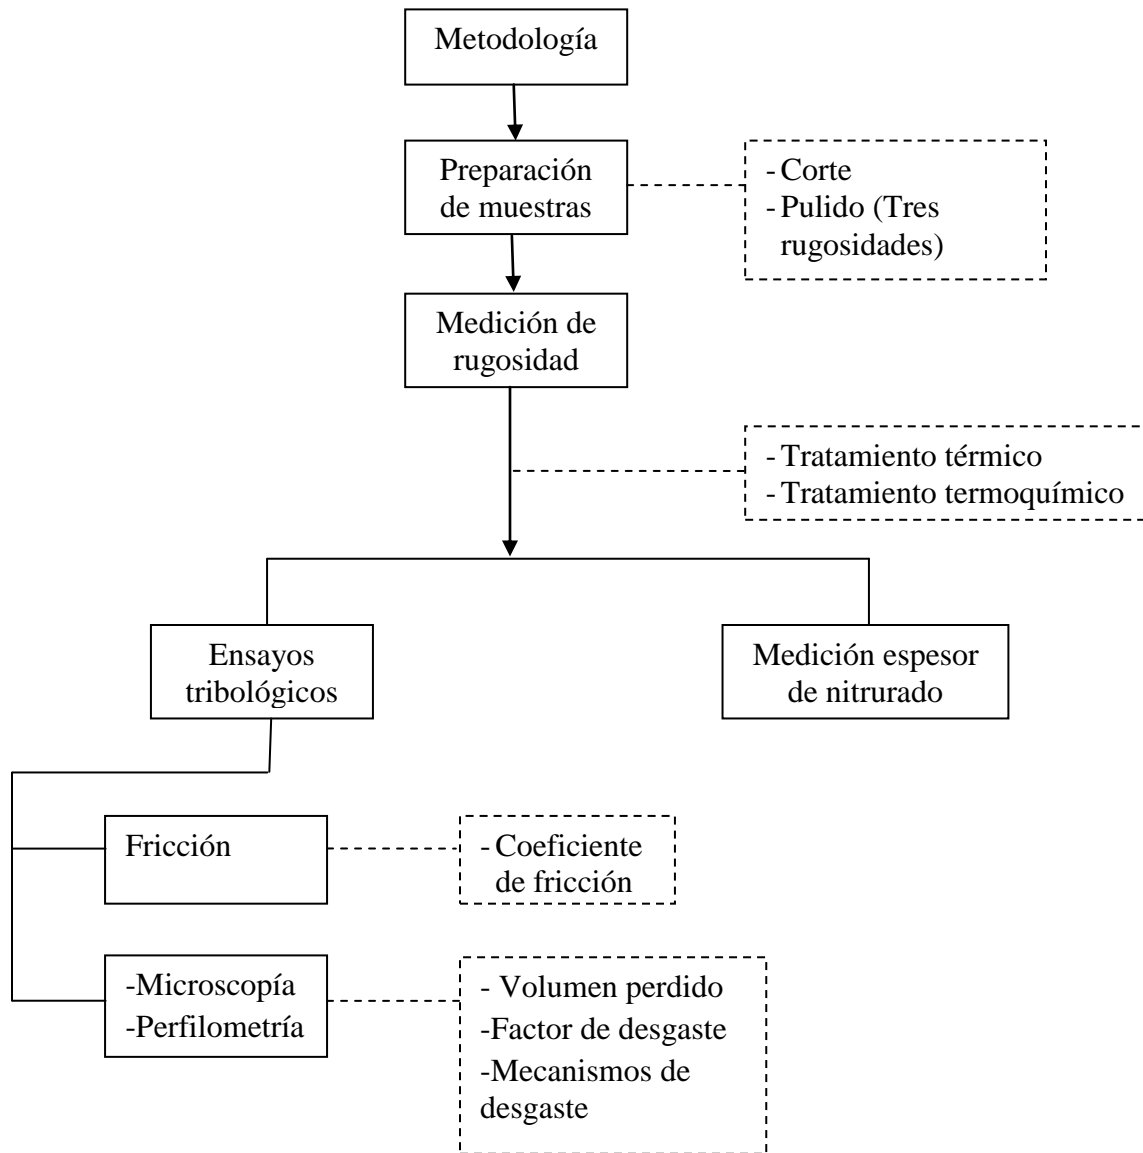 Metodología
Preparación
de muestras
- Corte
- Pulido (Tres
rugosidades)
Medición de
rugosidad
- Tratamiento térmico
- Tratamiento termoquímico
Ensayos
tribológicos
Medición espesor
de nitrurado
Fricción
- Coeficiente
de fricción
-Microscopía
-Perfilometría
- Volumen perdido
-Factor de desgaste
-Mecanismos de
desgaste